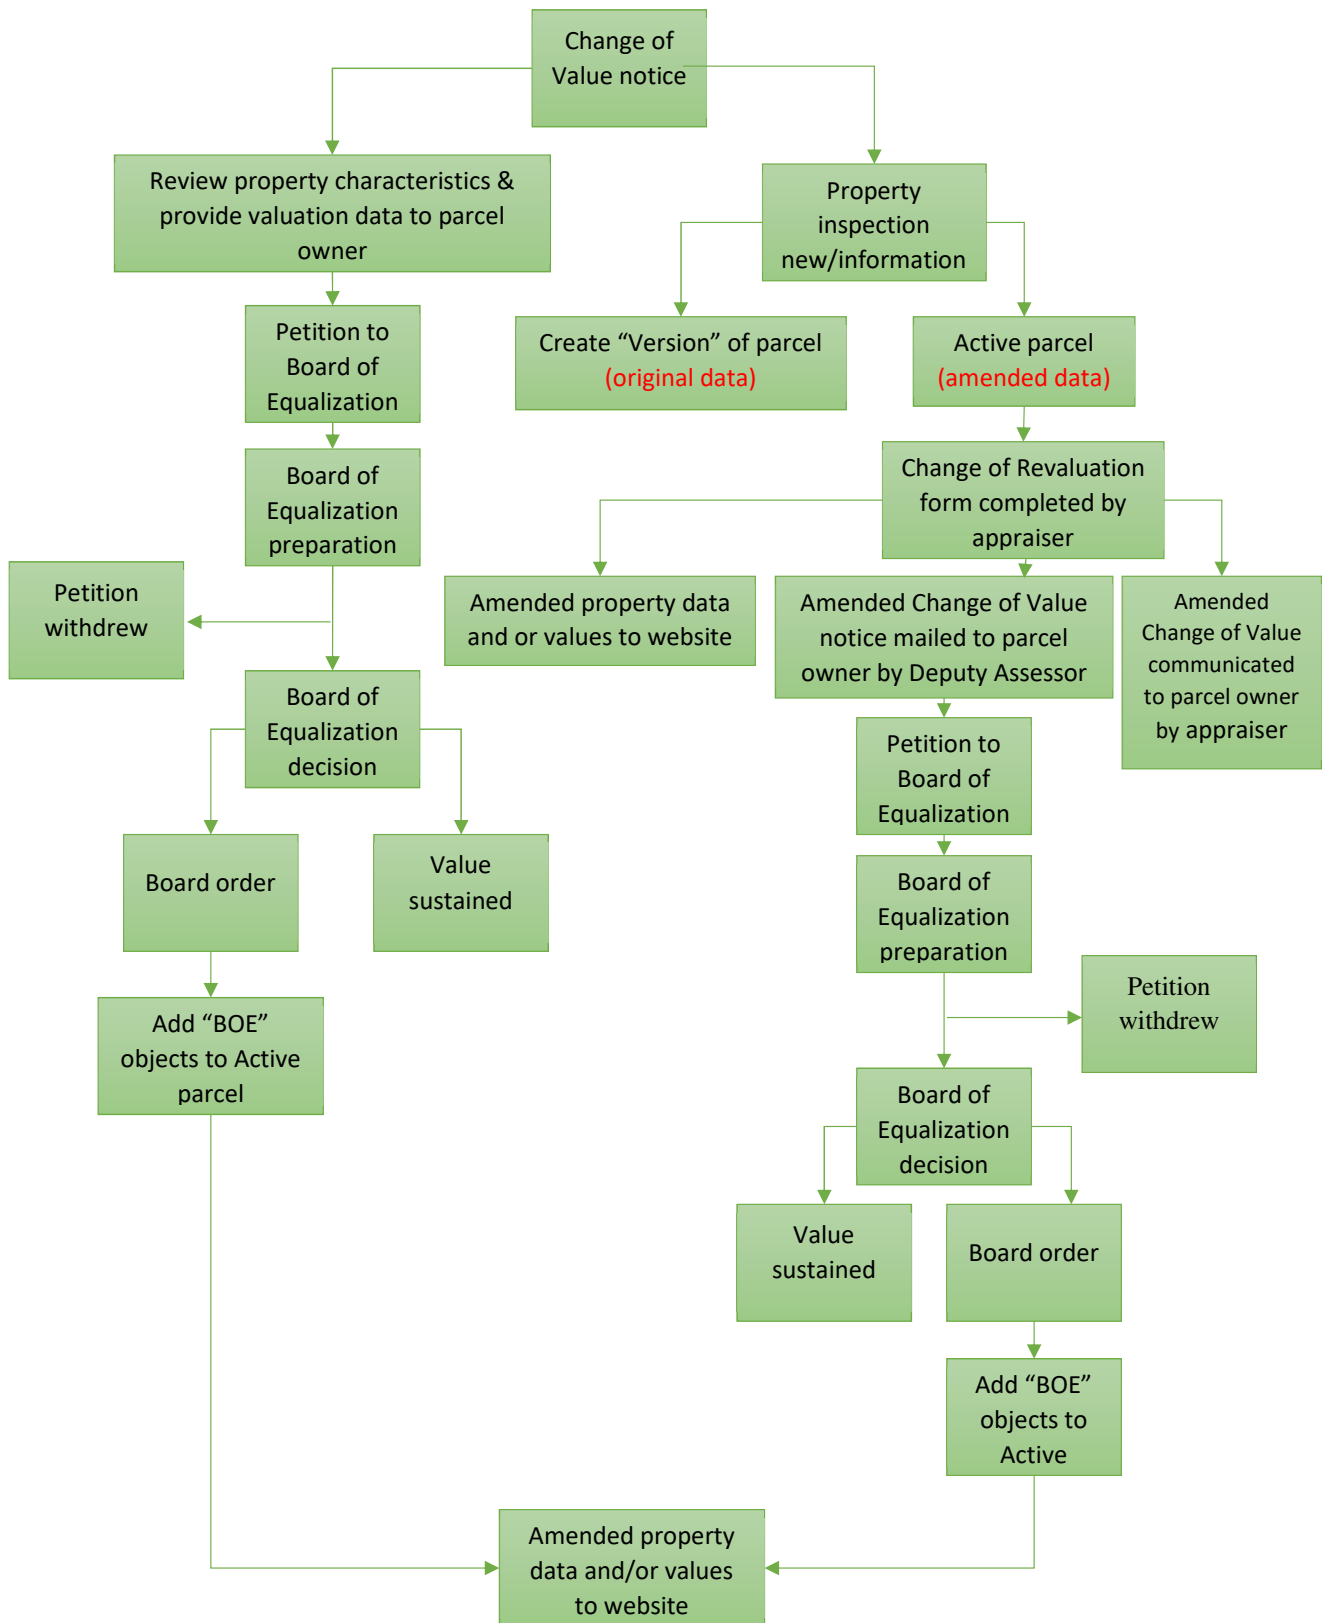 Change of
Value notice
Review property characteristics &
provide valuation data to parcel
owner
Property
inspection
new/information
Petition to
Board of
Equalization
Create “Version” of parcel
(original data)
Active parcel
(amended data)
Board of
Equalization
preparation
Change of Revaluation
form completed by
appraiser
Petition
withdrew
Amended property data
and or values to website
Amended Change of Value
notice mailed to parcel
owner by Deputy Assessor
Amended
Change of Value
communicated
to parcel owner
by appraiser
Board of
Equalization
decision
Petition to
Board of
Equalization
Board order
Value
sustained
Board of
Equalization
preparation
Petition
withdrew
Add “BOE”
objects to Active
parcel
Board of
Equalization
decision
Value
sustained
Board order
Add “BOE”
objects to
Active
Amended property
data and/or values
to website